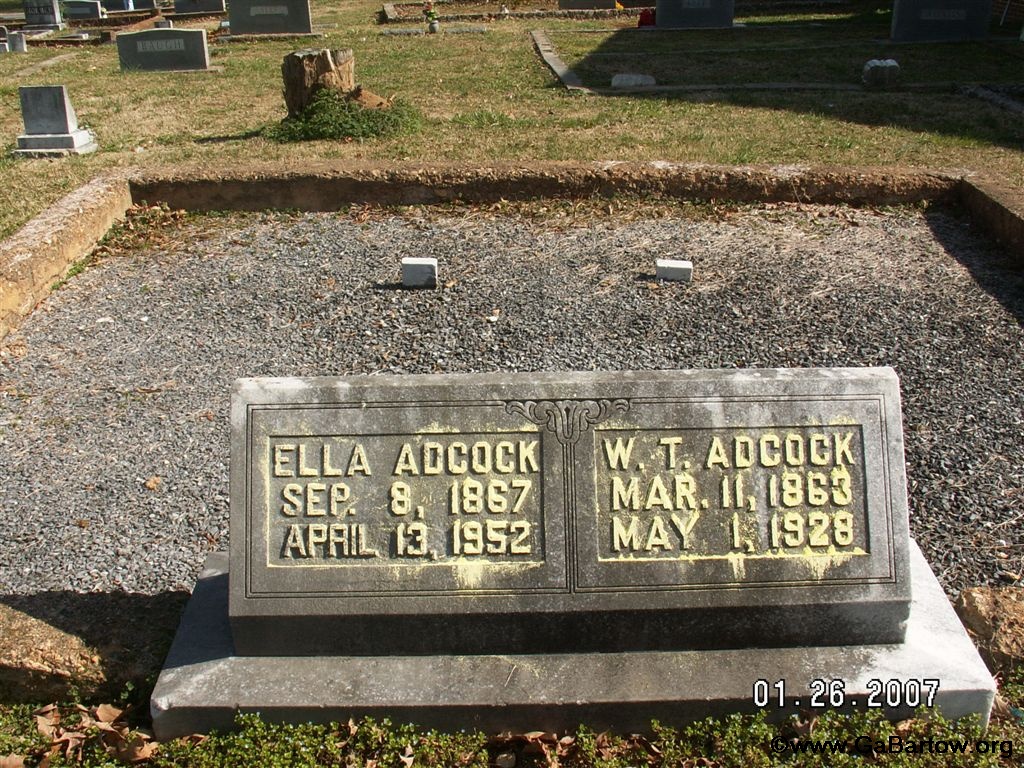 BAUGH
ELLA ADCOCK
SEP. 8, 1867
APRIL 13, 1952
W. T. ADCOCK
MAR. 11, 1863
MAY 1, 1928
01.26.2007
©www.GaBartow.org